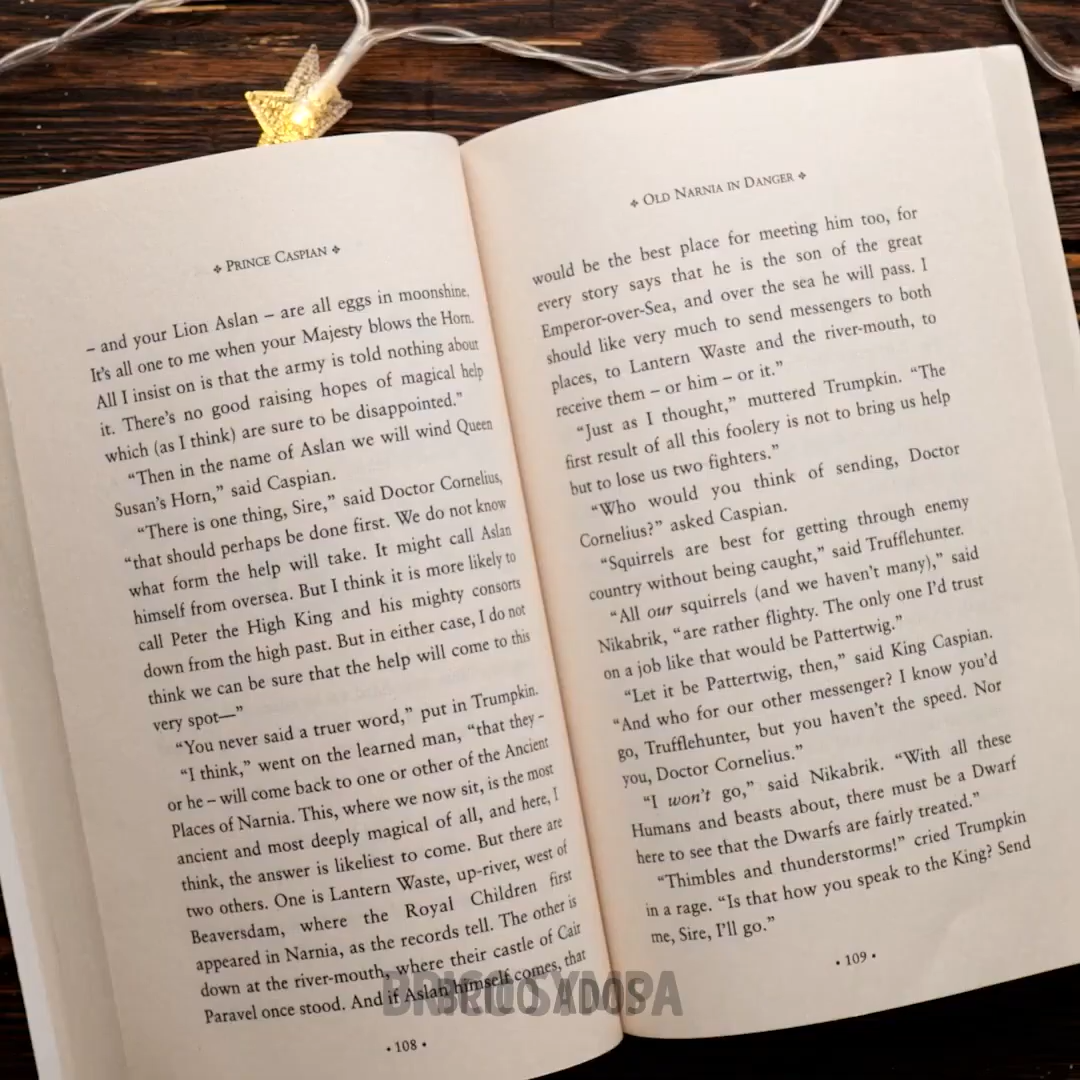 ❖ PRINCE CASPIAN ❖
– and your Lion Aslan – are all eggs in moonshine.
It's all one to me when your Majesty blows the Horn.
All I insist on is that the army is told nothing about
it. There's no good raising hopes of magical help
which (as I think) are sure to be disappointed.”
“Then in the name of Aslan we will wind Queen
Susan's Horn,” said Caspian.
“There is one thing, Sire,” said Doctor Cornelius,
“that should perhaps be done first. We do not know
what form the help will take. It might call Aslan
himself from oversea. But I think it is more likely to
call Peter the High King and his mighty consorts
down from the high past. But in either case, I do not
think we can be sure that the help will come to this
very spot—”
“You never said a truer word,” put in Trumpkin.
“I think,” went on the learned man, “that they –
or he – will come back to one or other of the Ancient
Places of Narnia. This, where we now sit, is the most
ancient and most deeply magical of all, and here, I
think, the answer is likeliest to come. But there are
two others. One is Lantern Waste, up-river, west of
Beaversdam, where the Royal Children first
appeared in Narnia, as the records tell. The other is
down at the river-mouth, where their castle of Cair
Paravel once stood. And if Aslan himself comes, that
• 108 •
❖ OLD NARNIA IN DANGER ❖
would be the best place for meeting him too, for
every story says that he is the son of the great
Emperor-over-Sea, and over the sea he will pass. I
should like very much to send messengers to both
places, to Lantern Waste and the river-mouth, to
receive them – or him – or it.”
“Just as I thought,” muttered Trumpkin. “The
first result of all this foolery is not to bring us help
but to lose us two fighters.”
“Who would you think of sending, Doctor
Cornelius?” asked Caspian.
“Squirrels are best for getting through enemy
country without being caught,” said Trufflehunter.
“All our squirrels (and we haven't many),” said
Nikabrik, “are rather flighty. The only one I'd trust
on a job like that would be Pattertwig.”
“Let it be Pattertwig, then,” said King Caspian.
“And who for our other messenger? I know you'd
go, Trufflehunter, but you haven't the speed. Nor
you, Doctor Cornelius.”
“I won't go,” said Nikabrik. “With all these
Humans and beasts about, there must be a Dwarf
here to see that the Dwarfs are fairly treated.”
“Thimbles and thunderstorms!” cried Trumpkin
in a rage. “Is that how you speak to the King? Send
me, Sire, I'll go.”
• 109 •